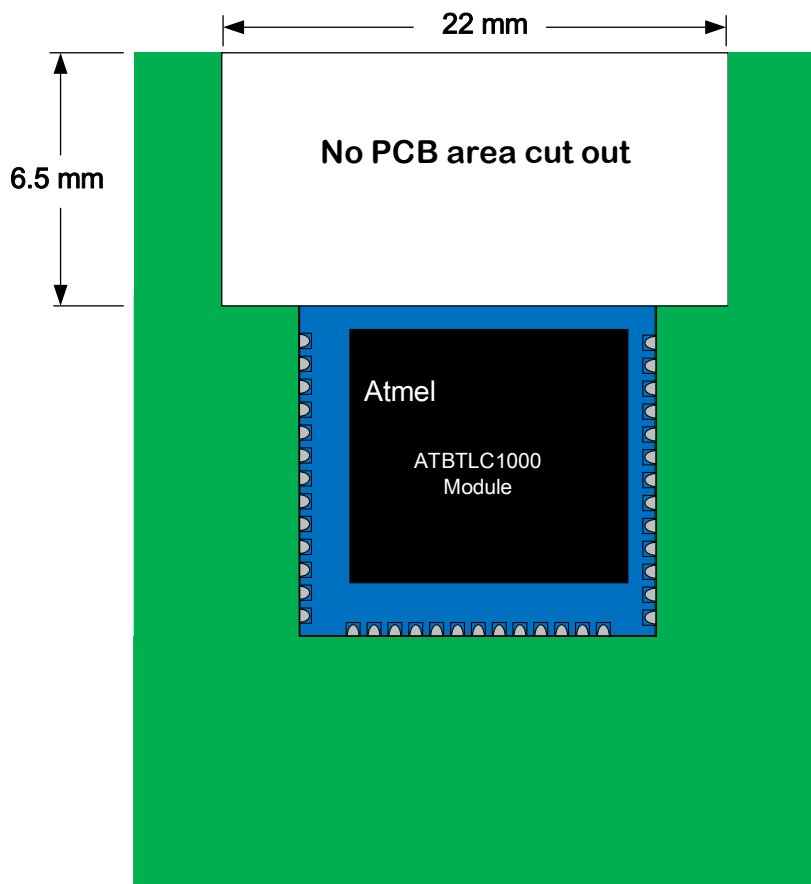 22 mm
No PCB area cut out
6.5 mm
Atmel
ATBTLC1000
Module